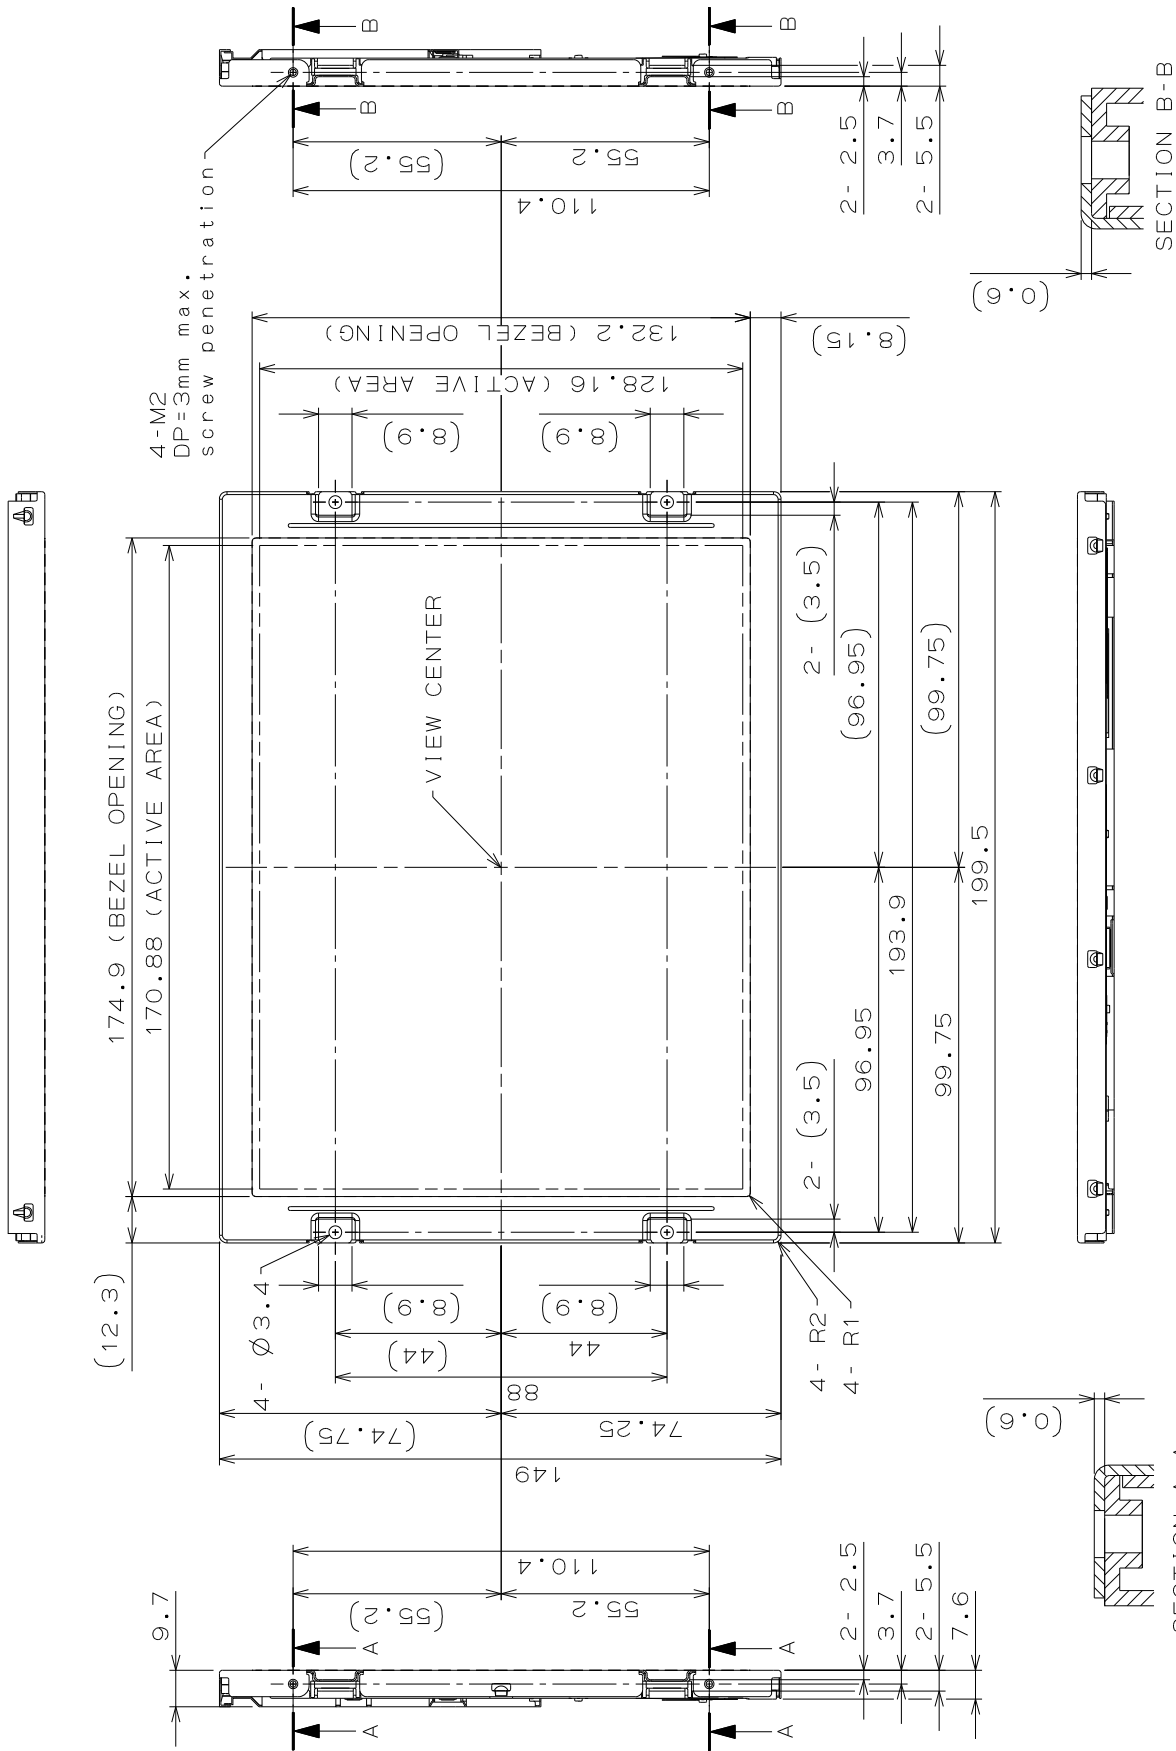 B
B
B
B
4-M2
DP=3mm max.
screw penetration
(55.2)
55.2
110.4
2- 2.5
3.7
2- 5.5
(0.6)
SECTION B-B
132.2 (BEZEL OPENING)
128.16 (ACTIVE AREA)
(8.15)
(8.9)
(8.9)
174.9 (BEZEL OPENING)
170.88 (ACTIVE AREA)
(12.3)
VIEW CENTER
2- (3.5)
(96.95)
(99.75)
193.9
199.5
96.95
99.75
2- (3.5)
4- Ø3.4
(8.9)
(8.9)
(44)
44
88
(74.75)
74.25
149
4- R2
4- R1
(0.6)
110.4
(55.2)
55.2
9.7
2- 2.5
3.7
2- 5.5
7.6
A
A
A
A